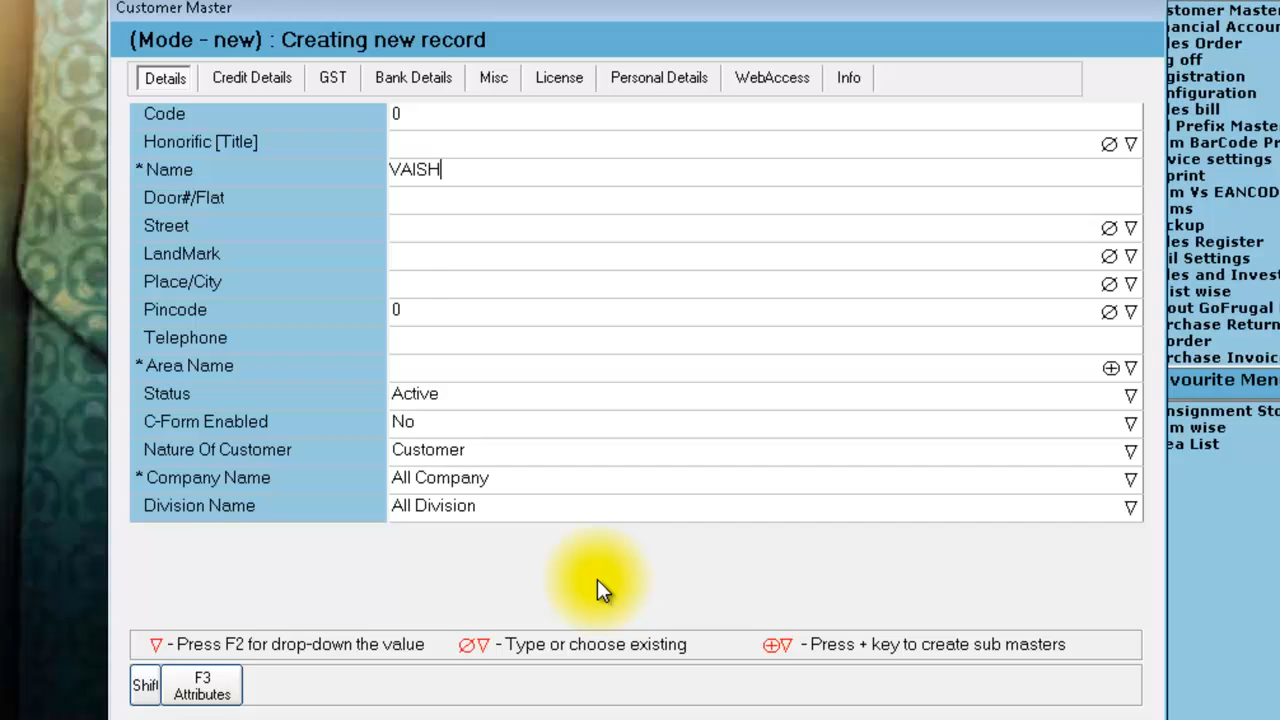 Customer Master
(Mode - new) : Creating new record
Details Credit Details GST Bank Details Misc License Personal Details WebAccess Info
Code 0
Honorific [Title]
* Name VAISH
Door#/Flat
Street
LandMark
Place/City
Pincode 0
Telephone
* Area Name
Status Active
C-Form Enabled No
Nature Of Customer Customer
* Company Name All Company
Division Name All Division
▽ - Press F2 for drop-down the value ∅▽ - Type or choose existing ⊕▽ - Press + key to create sub masters
Shift
F3
Attributes
stomer Master
ancial Accoun
les Order
g off
gistration
nfiguration
les bill
l Prefix Maste
m BarCode Pr
vice settings
print
m Vs EANCOD
ms
ckup
les Register
il Settings
les and Invest
ist wise
out GoFrugal
rchase Return
order
rchase Invoic
vourite Men
nsignment Sto
m wise
ea List